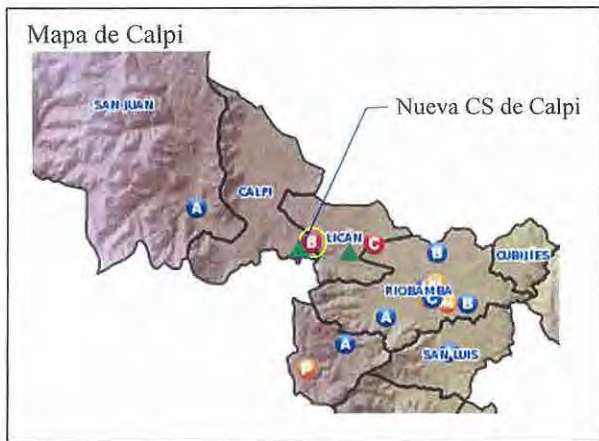 Mapa de Calpi
Nueva CS de Calpi
SAN JUAN
CALPI
A
B
LICAN
C
B
CUBIJIES
RIOBAMBA
C
B
A
A
SAN LUIS
P